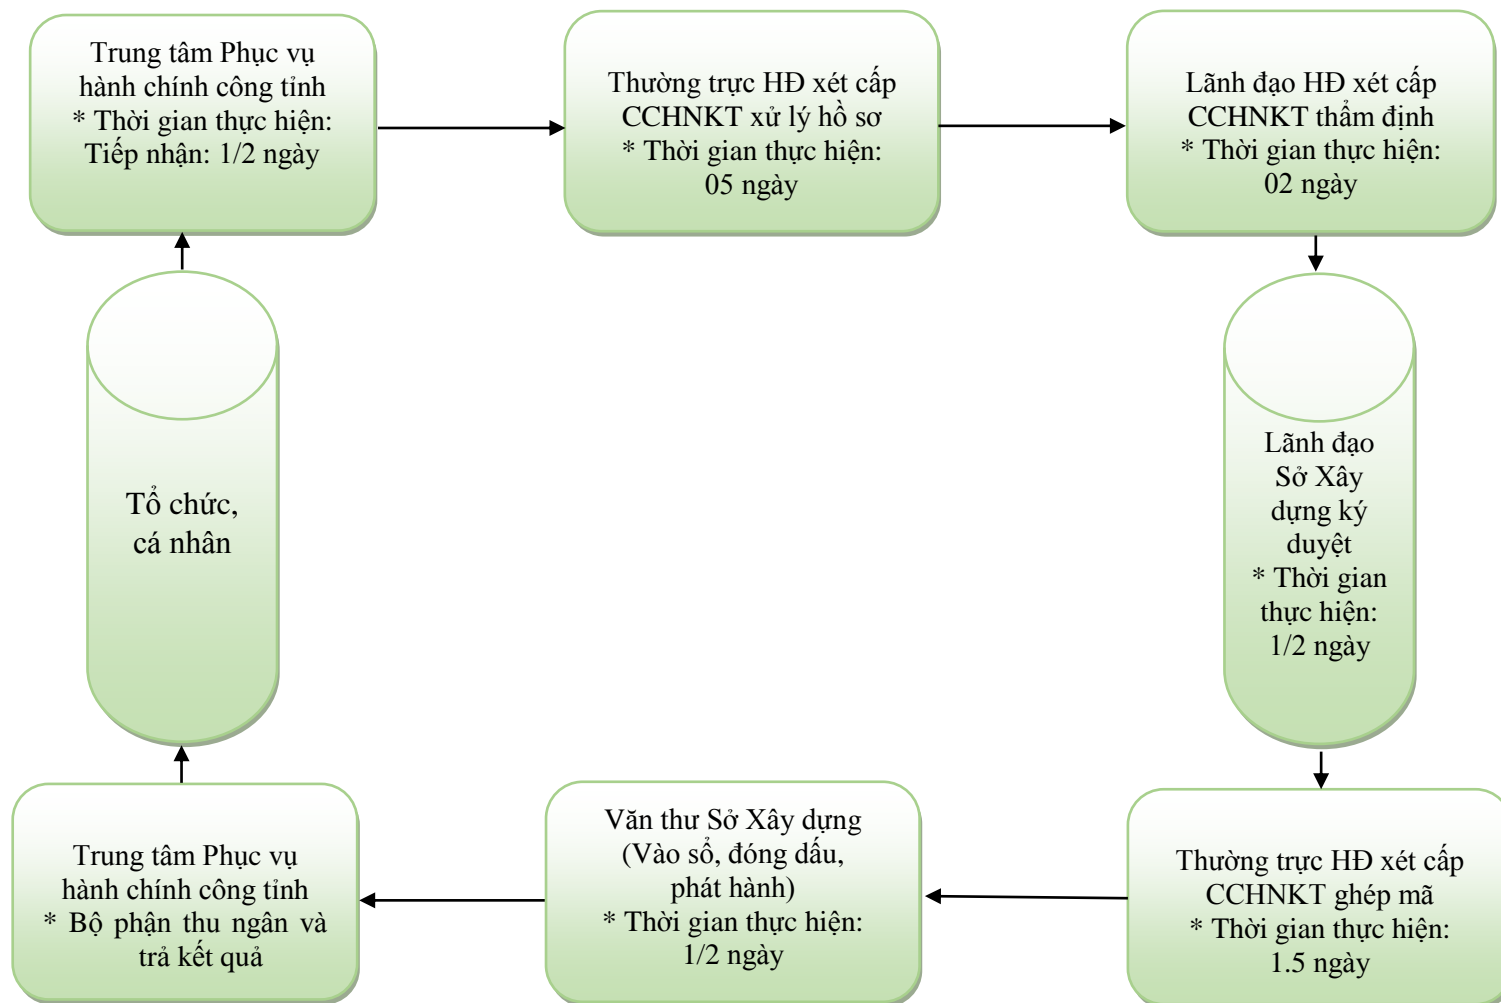 Trung tâm Phục vụ
hành chính công tỉnh
* Thời gian thực hiện:
Tiếp nhận: 1/2 ngày
Thường trực HĐ xét cấp
CCHNKT xử lý hồ sơ
* Thời gian thực hiện:
05 ngày
Lãnh đạo HĐ xét cấp
CCHNKT thẩm định
* Thời gian thực hiện:
02 ngày
Tổ chức,
cá nhân
Lãnh đạo
Sở Xây
dựng ký
duyệt
* Thời gian
thực hiện:
1/2 ngày
Trung tâm Phục vụ
hành chính công tỉnh
* Bộ phận thu ngân và
trả kết quả
Văn thư Sở Xây dựng
(Vào sổ, đóng dấu,
phát hành)
* Thời gian thực hiện:
1/2 ngày
Thường trực HĐ xét cấp
CCHNKT ghép mã
* Thời gian thực hiện:
1.5 ngày